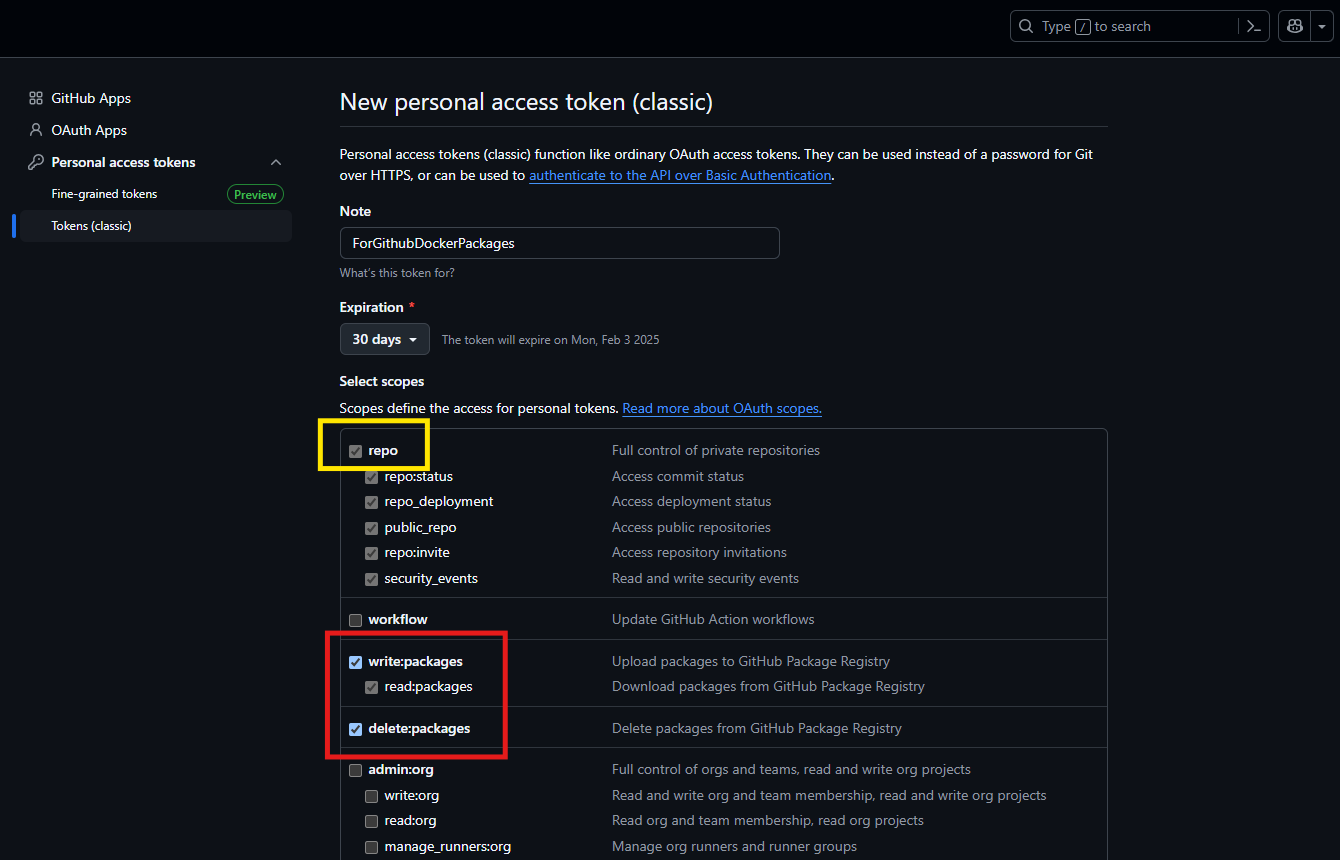 Type / to search
GitHub Apps
OAuth Apps
Personal access tokens
Fine-grained tokens Preview
Tokens (classic)
New personal access token (classic)
Personal access tokens (classic) function like ordinary OAuth access tokens. They can be used instead of a password for Git
over HTTPS, or can be used to authenticate to the API over Basic Authentication.
Note
ForGithubDockerPackages
What's this token for?
Expiration *
30 days The token will expire on Mon, Feb 3 2025
Select scopes
Scopes define the access for personal tokens. Read more about OAuth scopes.
repo Full control of private repositories
repo:status Access commit status
repo_deployment Access deployment status
public_repo Access public repositories
repo:invite Access repository invitations
security_events Read and write security events
workflow Update GitHub Action workflows
write:packages Upload packages to GitHub Package Registry
read:packages Download packages from GitHub Package Registry
delete:packages Delete packages from GitHub Package Registry
admin:org Full control of orgs and teams, read and write org projects
write:org Read and write org and team membership, read and write org projects
read:org Read org and team membership, read org projects
manage_runners:org Manage org runners and runner groups